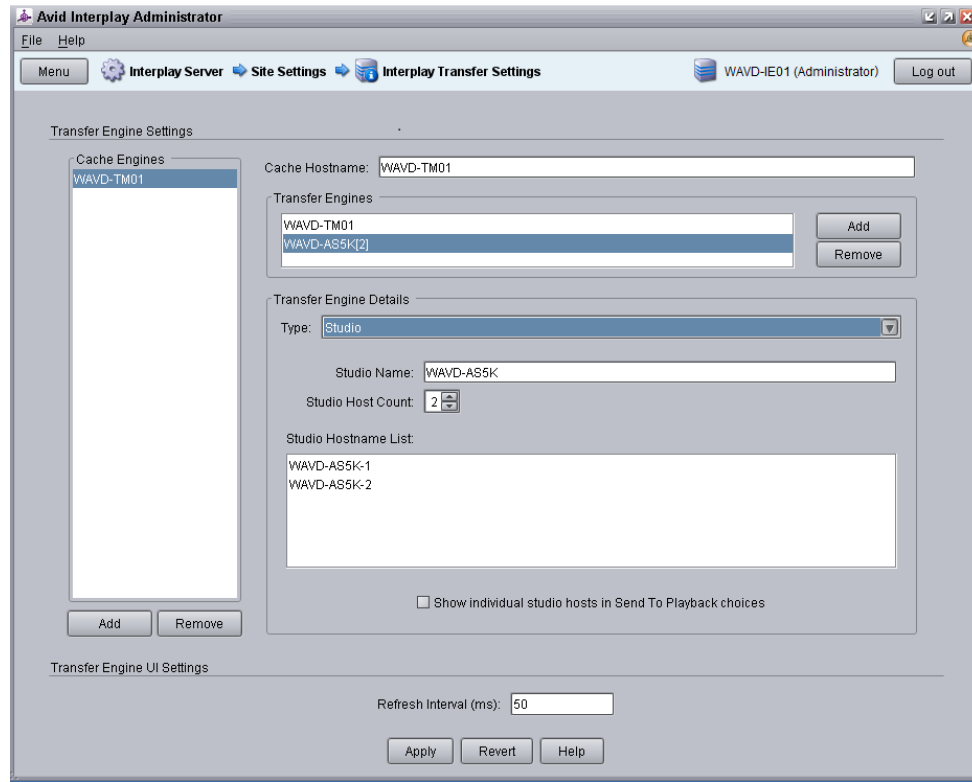 Avid Interplay Administrator
File Help
Menu Interplay Server Site Settings Interplay Transfer Settings WAVD-IE01 (Administrator) Log out
Transfer Engine Settings
Cache Engines
WAVD-TM01
Add Remove
Cache Hostname: WAVD-TM01
Transfer Engines
WAVD-TM01
WAVD-AS5K[2]
Add
Remove
Transfer Engine Details
Type: Studio
Studio Name: WAVD-AS5K
Studio Host Count: 2
Studio Hostname List:
WAVD-AS5K-1
WAVD-AS5K-2
Show individual studio hosts in Send To Playback choices
Transfer Engine UI Settings
Refresh Interval (ms): 50
Apply Revert Help